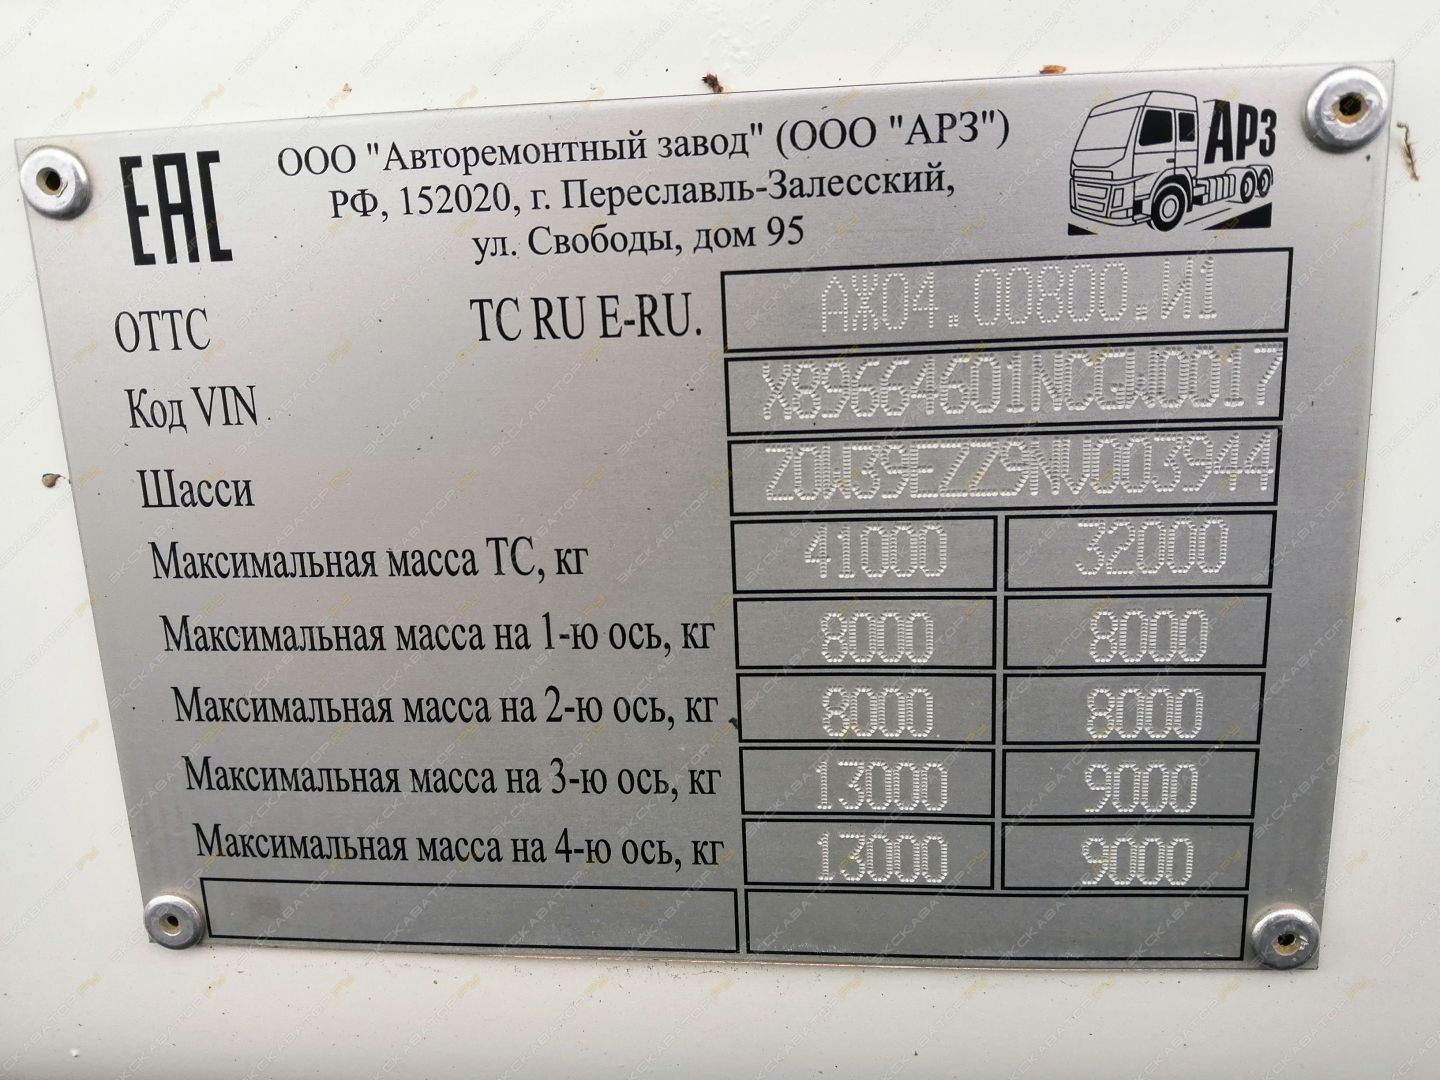 ЕАС
ООО "Авторемонтный завод" (ООО "АРЗ")
РФ, 152020, г. Переславль-Залесский,
ул. Свободы, дом 95
АРЗ
ОТТС ТС RU Е-RU. АЖ04.00800.И1
Код VIN X89664601NCGW0017
Шасси Z0W39EZZ9NV003944
Максимальная масса ТС, кг 41000 32000
Максимальная масса на 1-ю ось, кг 8000 8000
Максимальная масса на 2-ю ось, кг 8000 8000
Максимальная масса на 3-ю ось, кг 13000 9000
Максимальная масса на 4-ю ось, кг 13000 9000